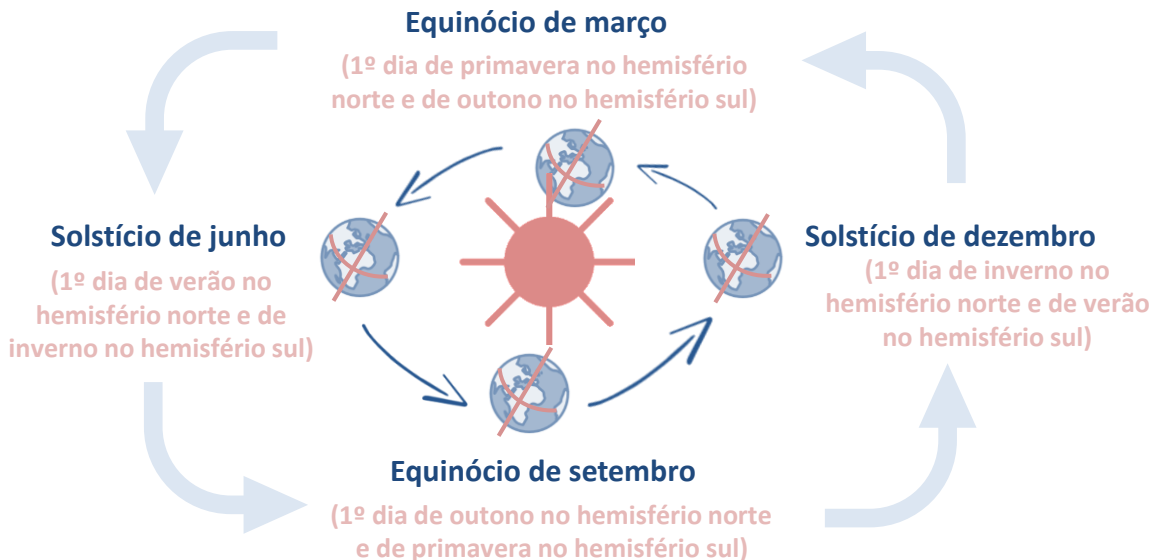 Equinócio de março
(1º dia de primavera no hemisfério
norte e de outono no hemisfério sul)
Solstício de junho
(1º dia de verão no
hemisfério norte e de
inverno no hemisfério sul)
Solstício de dezembro
(1º dia de inverno no
hemisfério norte e de verão
no hemisfério sul)
Equinócio de setembro
(1º dia de outono no hemisfério norte
e de primavera no hemisfério sul)